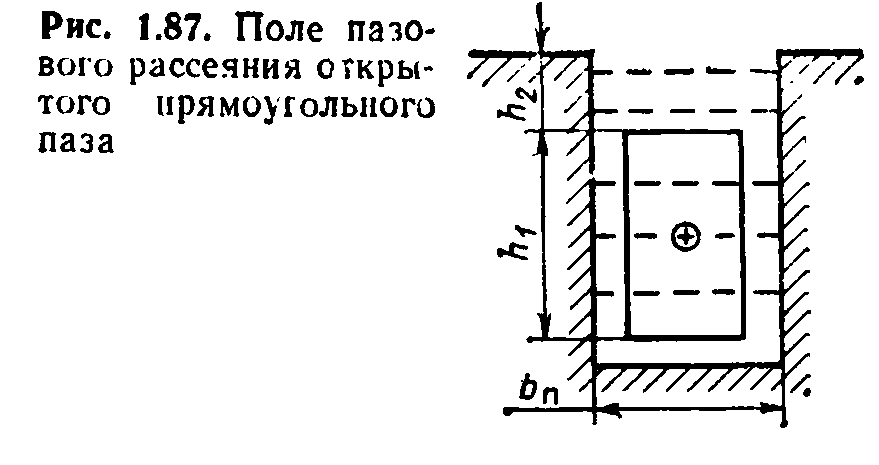 Рис. 1.87. Поле пазо-
вого рассеяния откры-
того прямоугольного
паза
h2
h1
bп